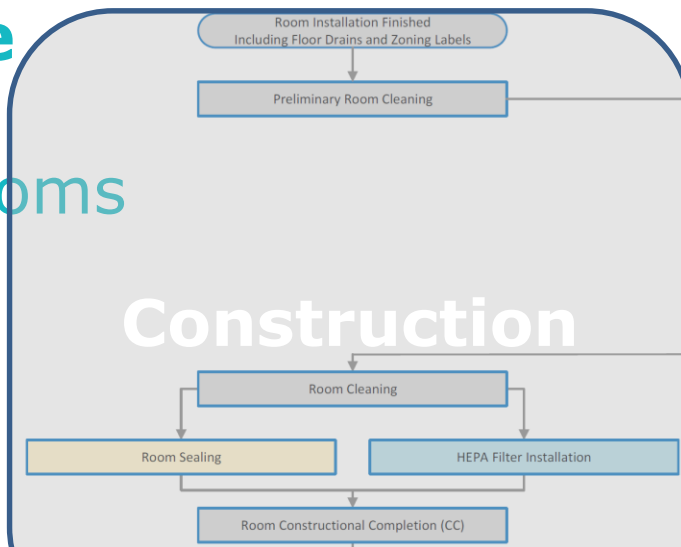 e
Room Installation Finished
Including Floor Drains and Zoning Labels
Preliminary Room Cleaning
ooms
Construction
Room Cleaning
Room Sealing
HEPA Filter Installation
Room Constructional Completion (CC)